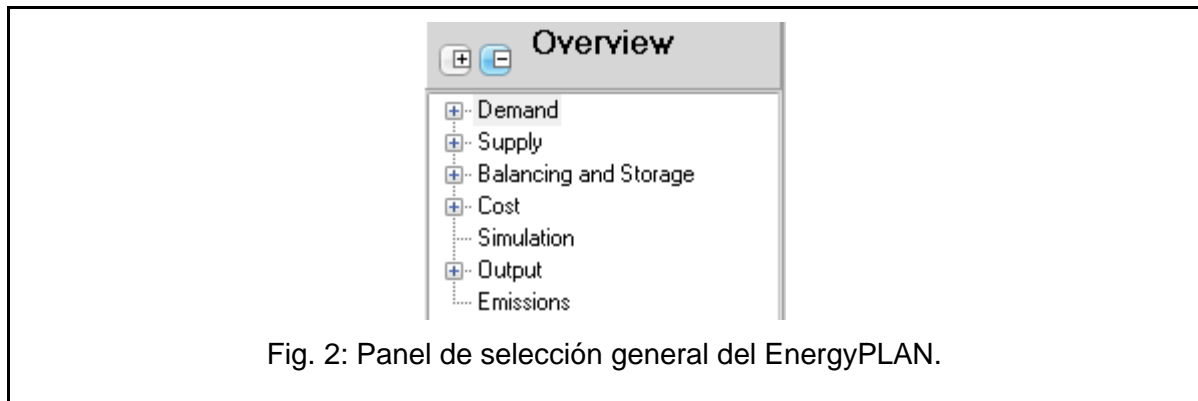 Overview
Demand
Supply
Balancing and Storage
Cost
Simulation
Output
Emissions
Fig. 2: Panel de selección general del EnergyPLAN.